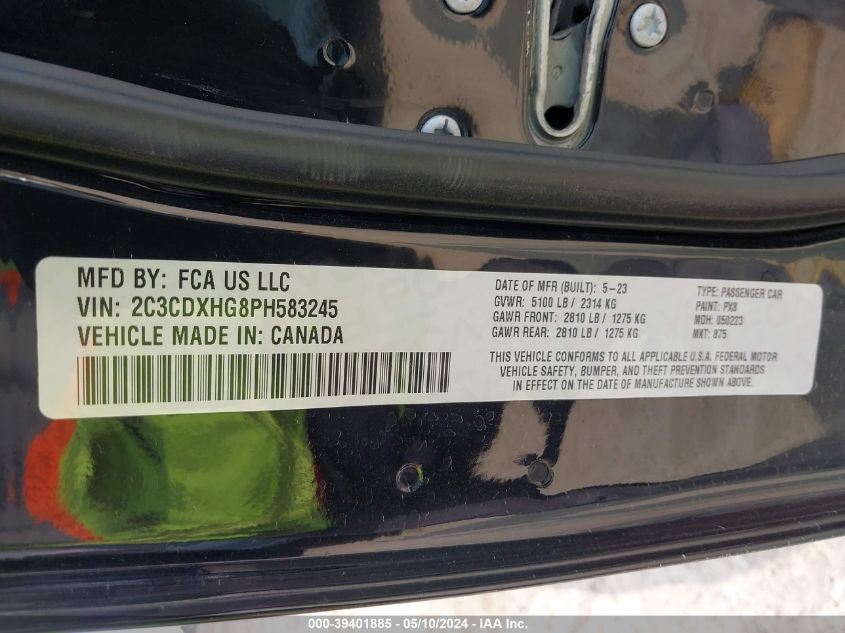 MFD BY: FCA US LLC
VIN: 2C3CDXHG8PH583245
VEHICLE MADE IN: CANADA
DATE OF MFR (BUILT): 5-23
GVWR: 5100 LB / 2314 KG
GAWR FRONT: 2810 LB / 1275 KG
GAWR REAR: 2810 LB / 1275 KG
TYPE: PASSENGER CAR
PAINT: PX8
MDH: 050223
MKT: 875
THIS VEHICLE CONFORMS TO ALL APPLICABLE U.S.A. FEDERAL MOTOR
VEHICLE SAFETY, BUMPER, AND THEFT PREVENTION STANDARDS
IN EFFECT ON THE DATE OF MANUFACTURE SHOWN ABOVE.
000-39401885 - 05/10/2024 - IAA Inc.